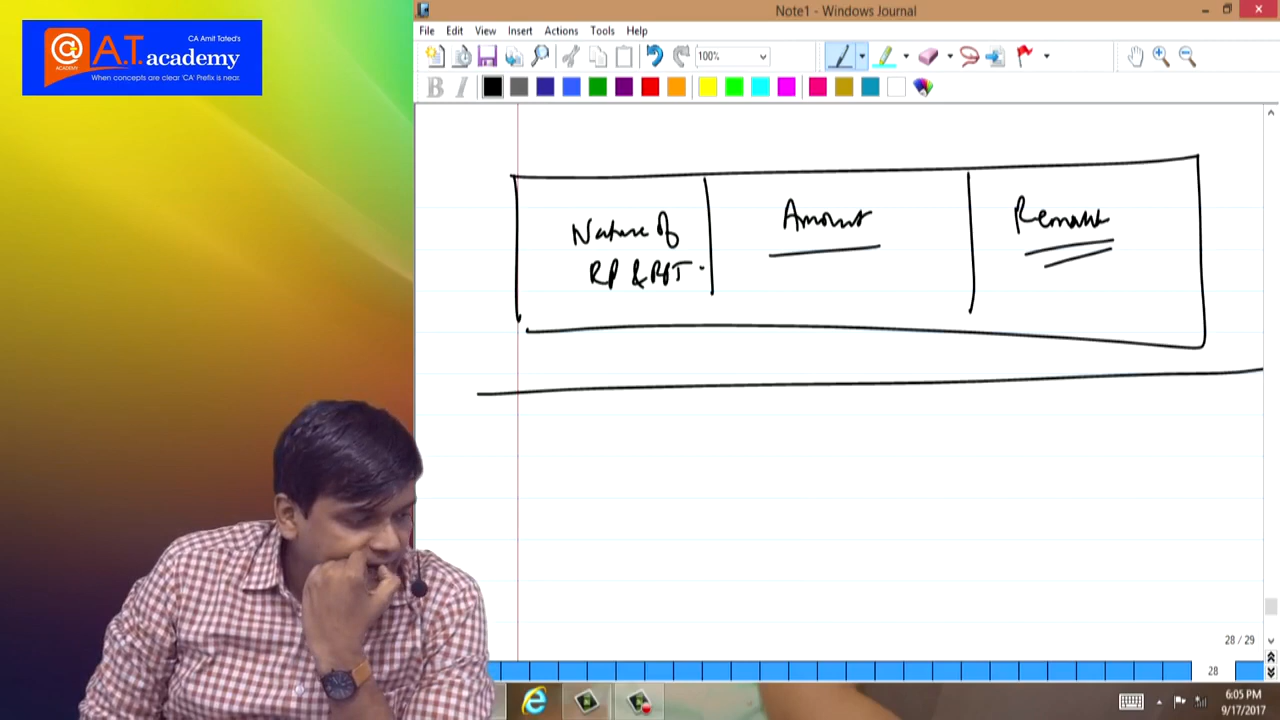 CA Amit Tated's
@ A.T.
ACADEMY
academy
When concepts are clear 'CA' Prefix is near.
Note1 - Windows Journal
File Edit View Insert Actions Tools Help
100%
B I
Nature of
RP & RPT
Amount
Remark
28 / 29
28
6:05 PM
9/17/2017